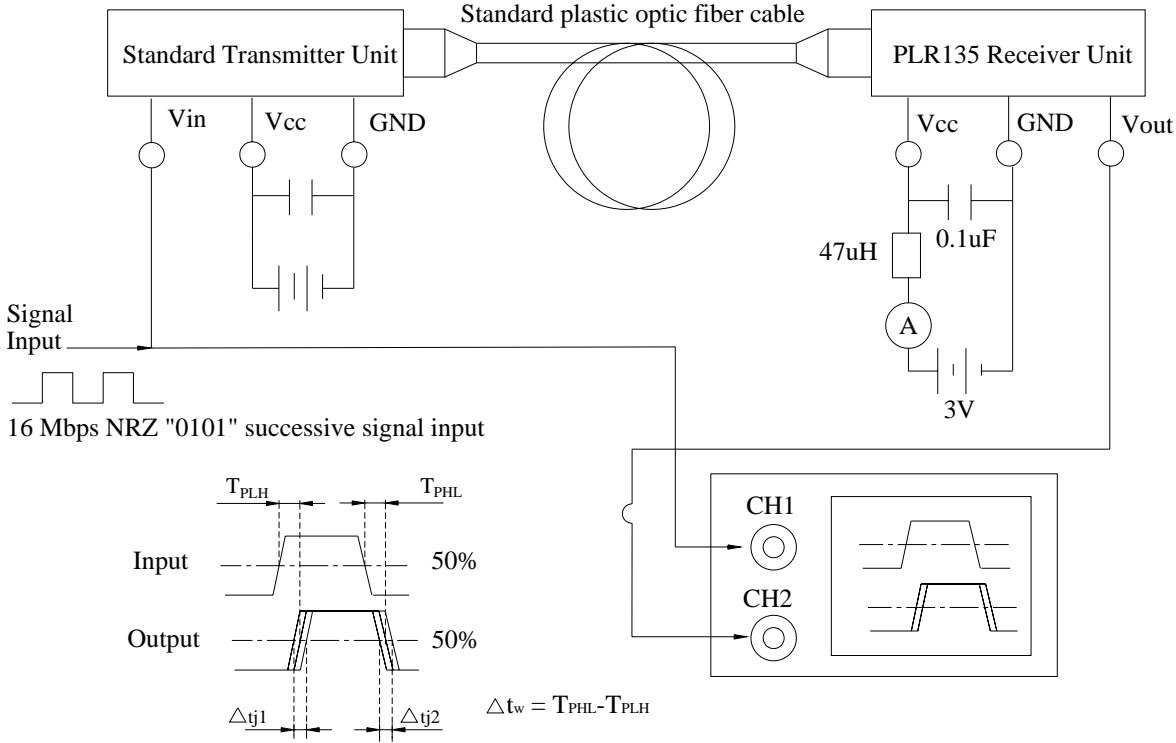 Standard plastic optic fiber cable
Standard Transmitter Unit
PLR135 Receiver Unit
Vin
Vcc
GND
Vcc
GND
Vout
0.1uF
47uH
A
3V
Signal
Input
16 Mbps NRZ "0101" successive signal input
TPLH
TPHL
CH1
Input
50%
CH2
Output
50%
△tj1
△tj2
△tw = TPHL-TPLH